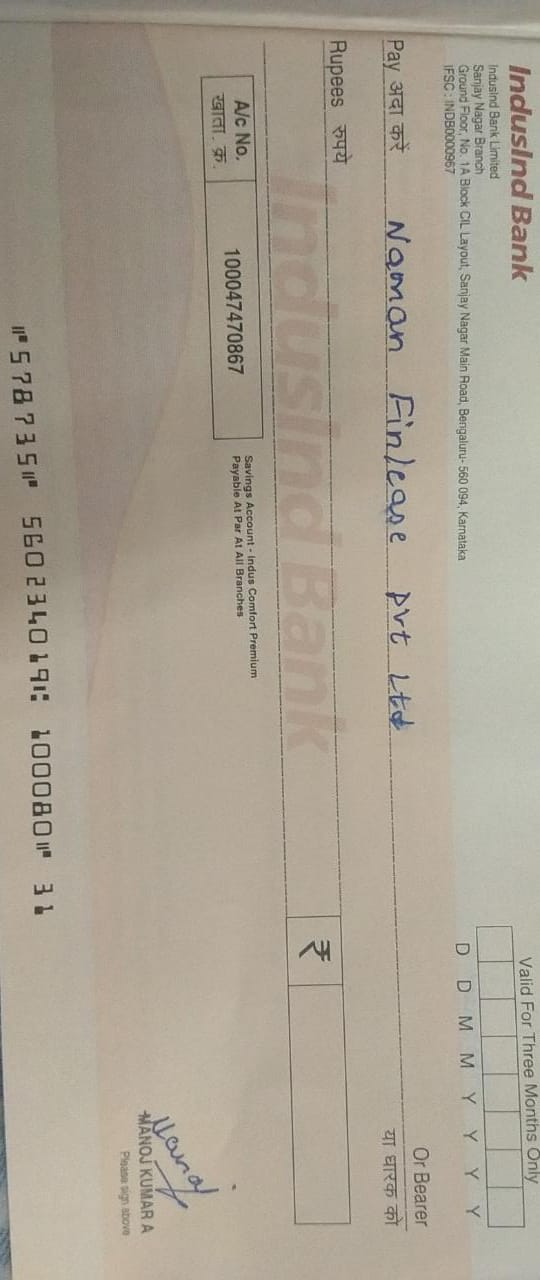 IndusInd Bank
IndusInd Bank Limited
Sanjay Nagar Branch
Ground Floor, No. 1A Block CIL Layout, Sanjay Nagar Main Road, Bengaluru- 560 094, Karnataka
IFSC : INDB0000967
Valid For Three Months Only
D D M M Y Y Y Y
Pay अदा करें Naman Finlease pvt Ltd
Or Bearer
या धारक को
Rupees रुपये
₹
IndusInd Bank
A/c No.
खाता. क्र.
100047470867
Savings Account - Indus Comfort Premium
Payable At Par At All Branches
Manoj
MANOJ KUMAR A
Please sign above
⑈578735⑈ 560234019⑆ 100080⑈ 31